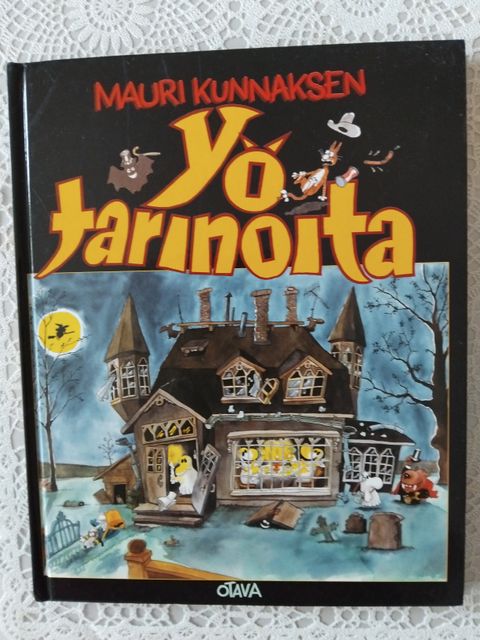 MAURI KUNNAKSEN
Yö
tarinoita
OTAVA